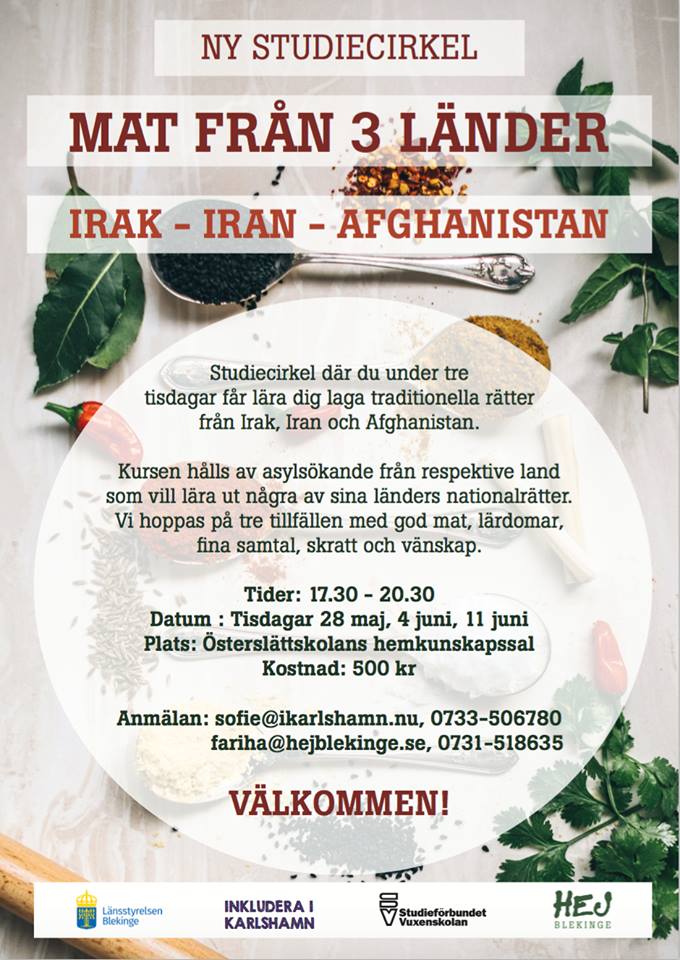 NY STUDIECIRKEL
MAT FRÅN 3 LÄNDER
IRAK - IRAN - AFGHANISTAN
Studiecirkel där du under tre
tisdagar får lära dig laga traditionella rätter
från Irak, Iran och Afghanistan.
Kursen hålls av asylsökande från respektive land
som vill lära ut några av sina länders nationalrätter.
Vi hoppas på tre tillfällen med god mat, lärdomar,
fina samtal, skratt och vänskap.
Tider: 17.30 - 20.30
Datum : Tisdagar 28 maj, 4 juni, 11 juni
Plats: Österslättskolans hemkunskapssal
Kostnad: 500 kr
Anmälan: sofie@ikarlshamn.nu, 0733-506780
fariha@hejblekinge.se, 0731-518635
VÄLKOMMEN!
Länsstyrelsen
Blekinge
INKLUDERA I
KARLSHAMN
SV
Studieförbundet
Vuxenskolan
HEJ
BLEKINGE